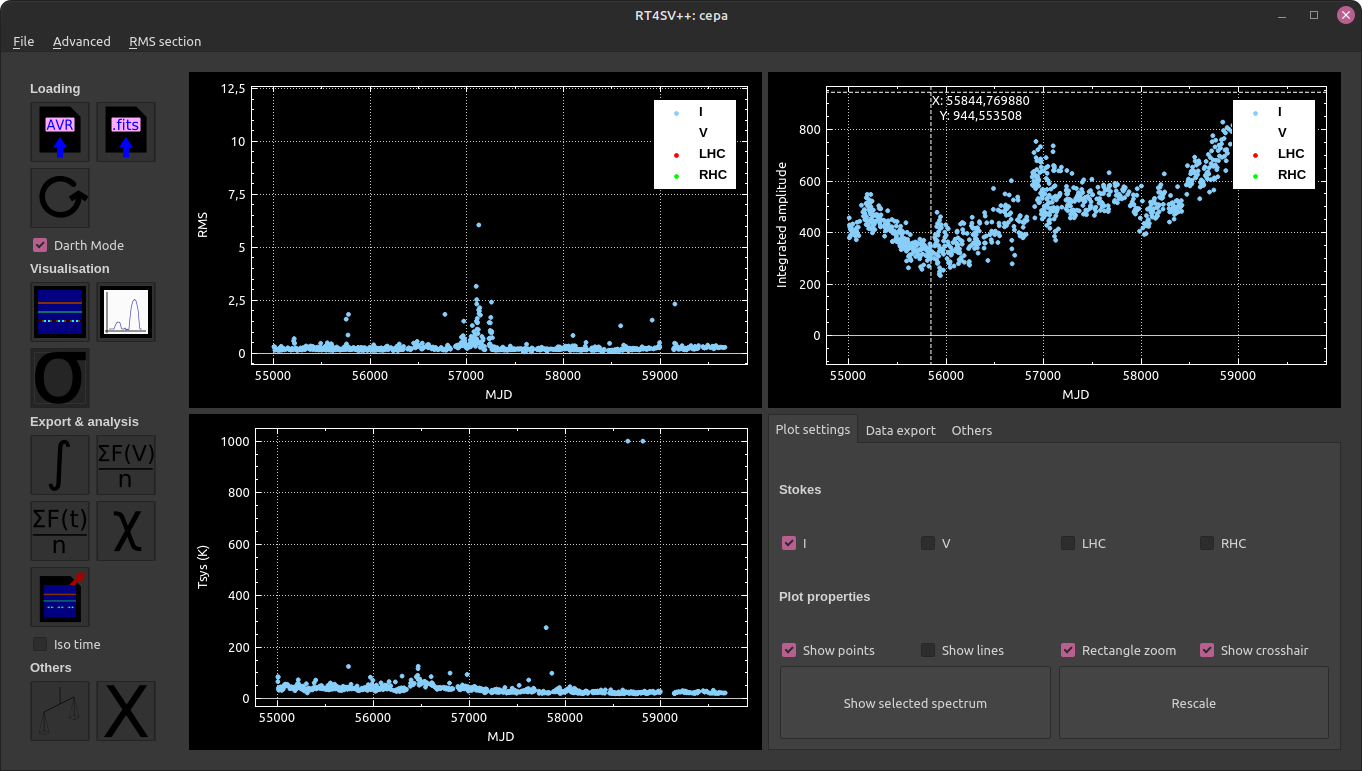 RT4SV++: cepa
File Advanced RMS section
Loading
AVR .fits
Darth Mode
Visualisation
σ
Export & analysis
∫ ΣF(V)
n
ΣF(t) χ
n
Iso time
Others
X
12,5
10
7,5
5
2,5
0
RMS
55000 56000 57000 58000 59000
MJD
I
V
LHC
RHC
X: 55844,769880
Y: 944,553508
800
600
400
200
0
Integrated amplitude
55000 56000 57000 58000 59000
MJD
I
V
LHC
RHC
1000
800
600
400
200
0
Tsys (K)
55000 56000 57000 58000 59000
MJD
Plot settings Data export Others
Stokes
I V LHC RHC
Plot properties
Show points Show lines Rectangle zoom Show crosshair
Show selected spectrum Rescale